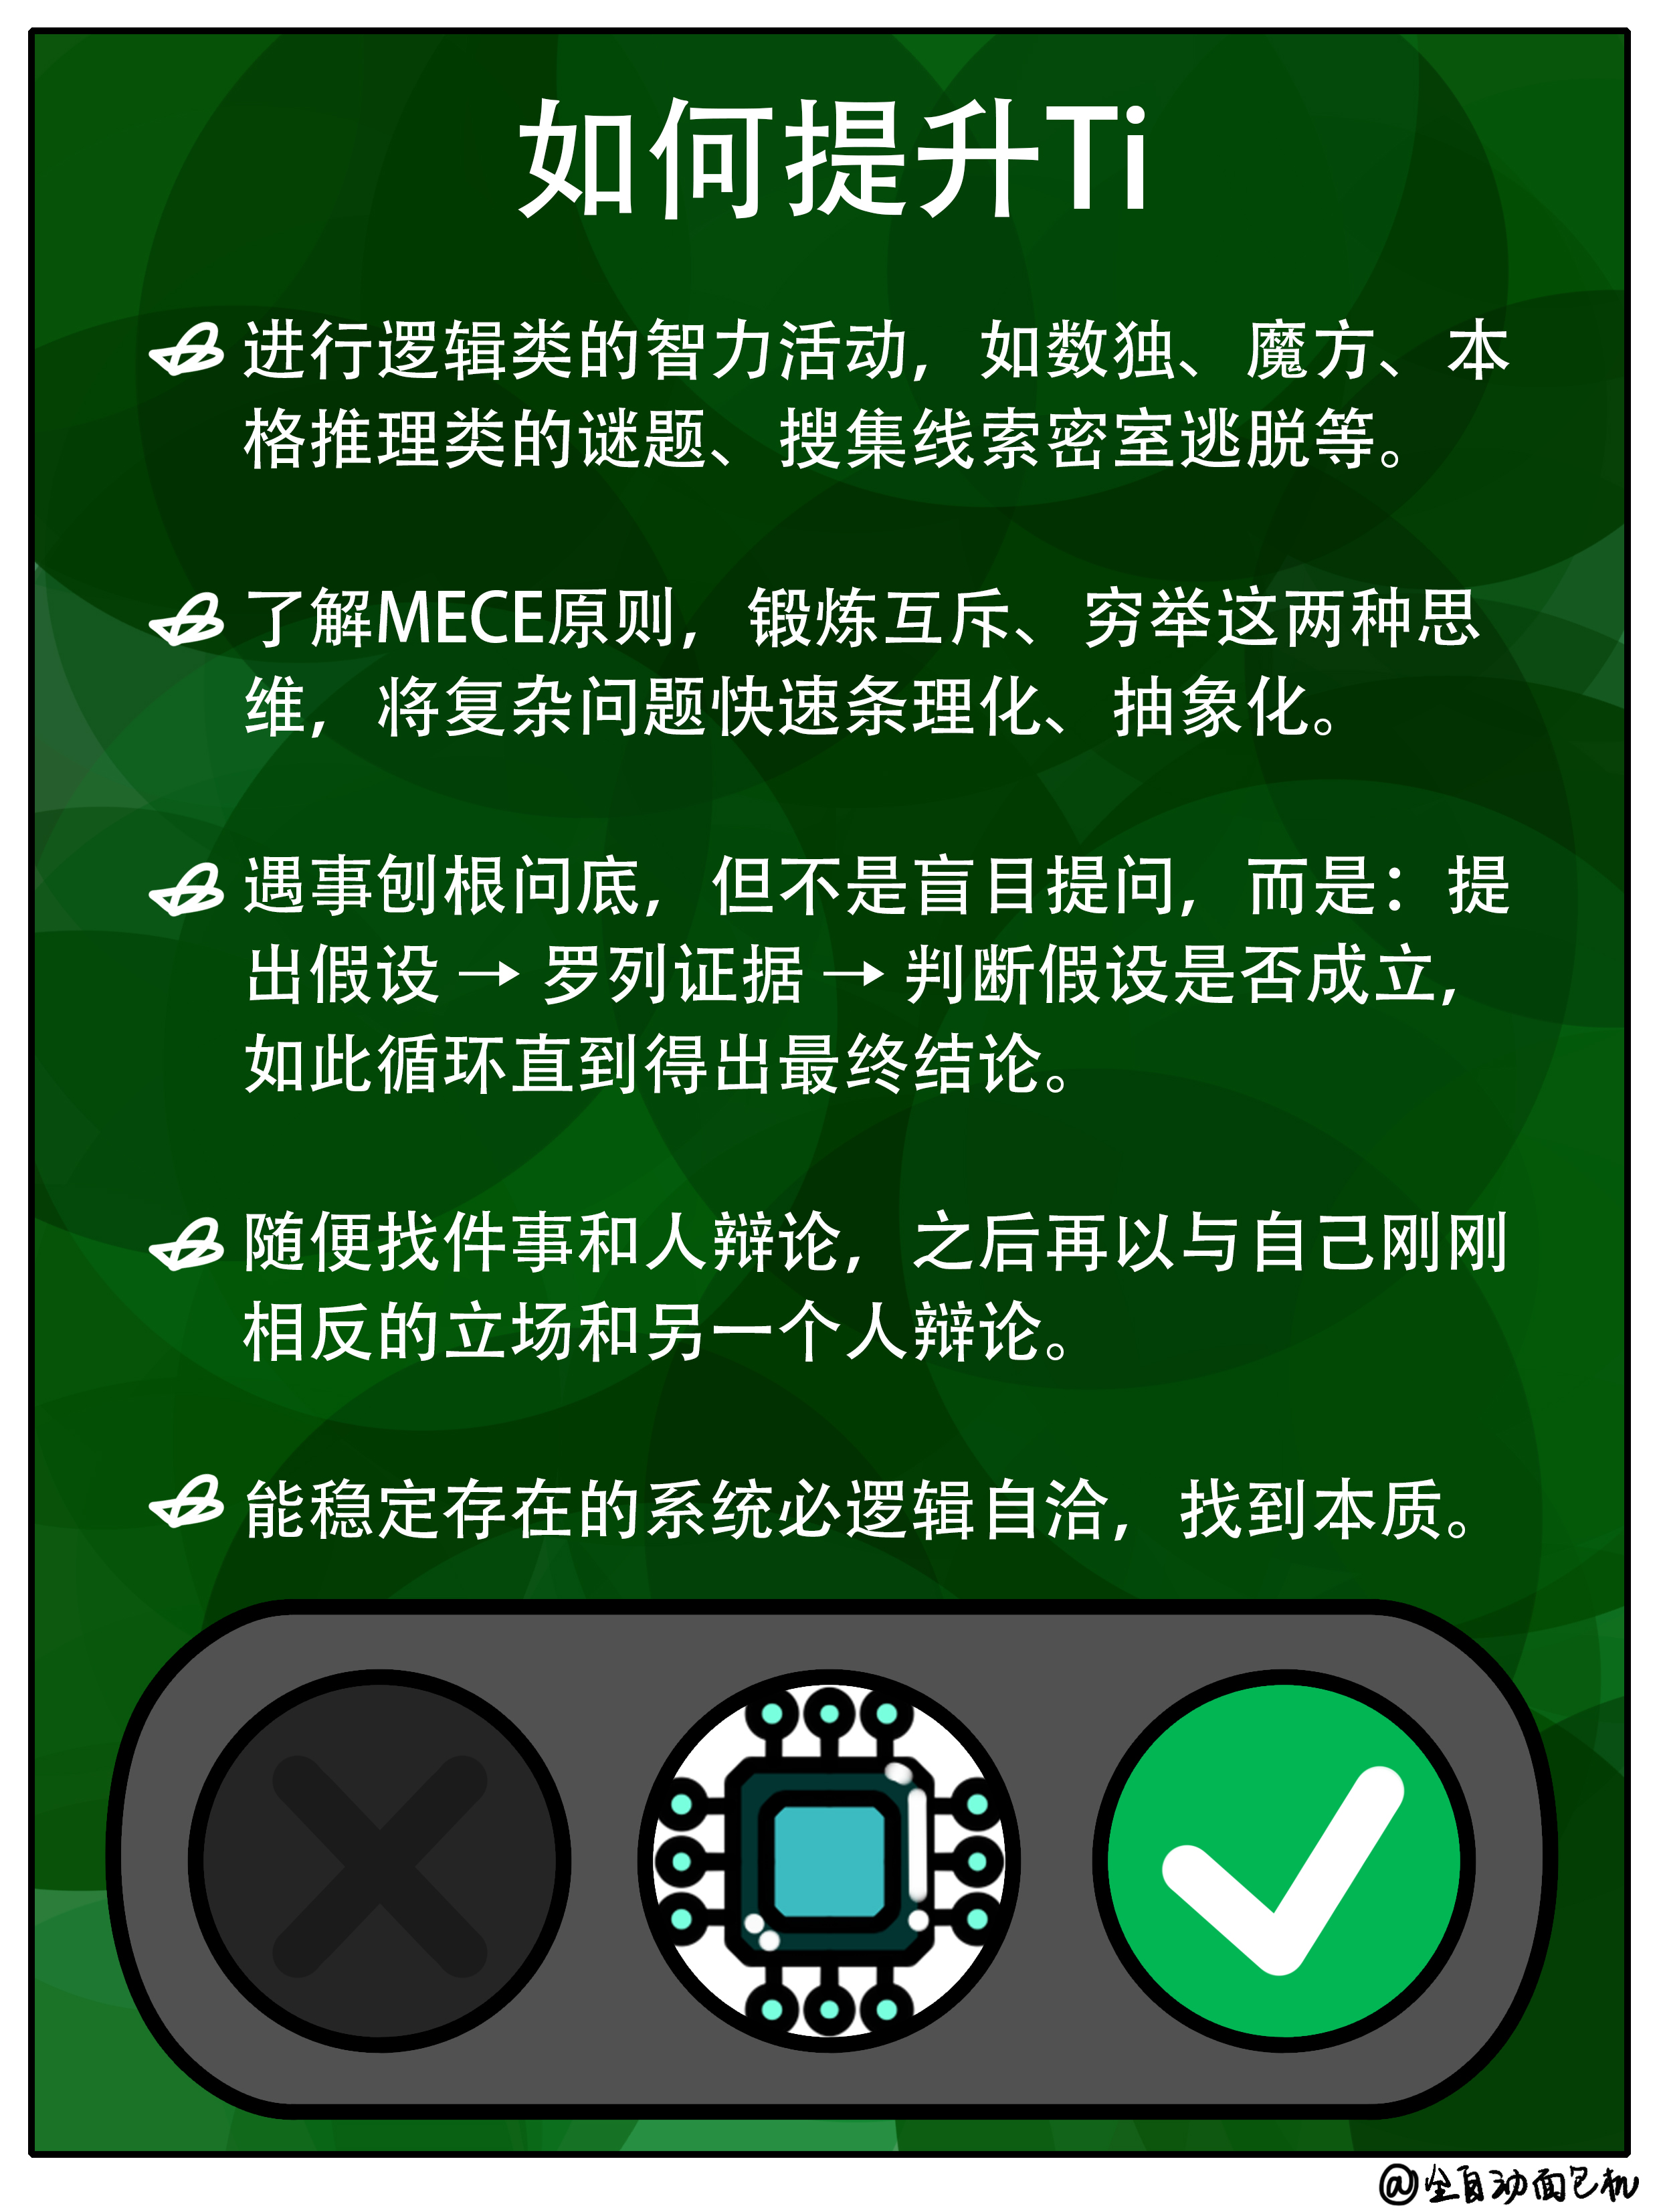 如何提升Ti
进行逻辑类的智力活动，如数独、魔方、本
格推理类的谜题、搜集线索密室逃脱等。
了解MECE原则，锻炼互斥、穷举这两种思
维，将复杂问题快速条理化、抽象化。
遇事刨根问底，但不是盲目提问，而是：提
出假设→罗列证据→判断假设是否成立，
如此循环直到得出最终结论。
随便找件事和人辩论，之后再以与自己刚刚
相反的立场和另一个人辩论。
能稳定存在的系统必逻辑自洽，找到本质。
@全自动面包机